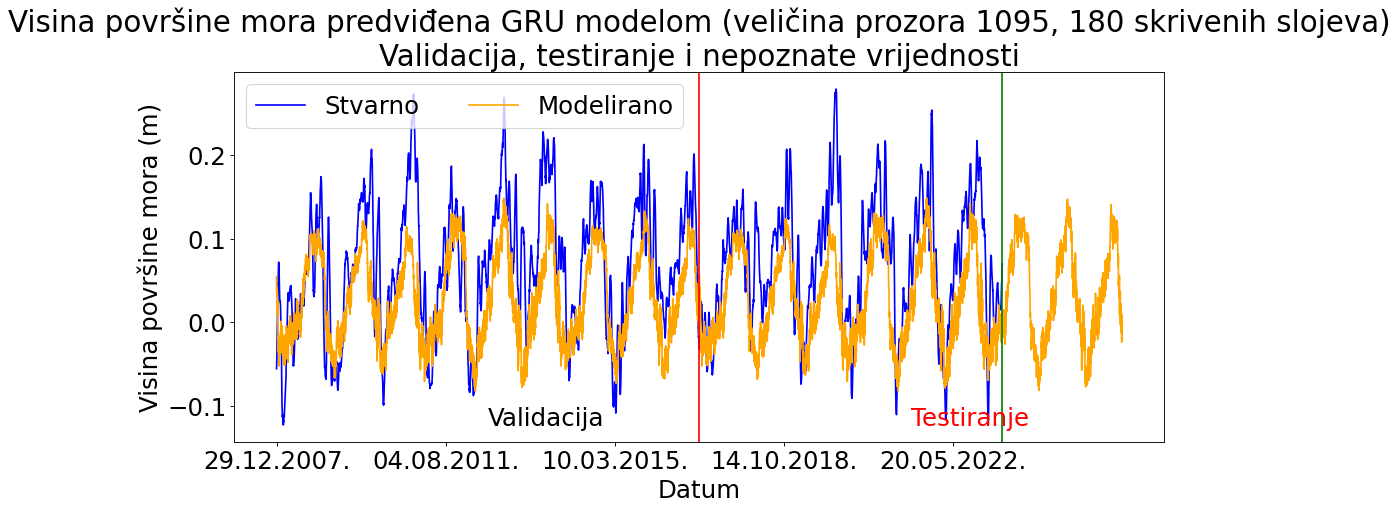 Visina površine mora predviđena GRU modelom (veličina prozora 1095, 180 skrivenih slojeva)
Validacija, testiranje i nepoznate vrijednosti
Stvarno Modelirano
Visina površine mora (m)
0.2
0.1
0.0
−0.1
Validacija Testiranje
29.12.2007. 04.08.2011. 10.03.2015. 14.10.2018. 20.05.2022.
Datum